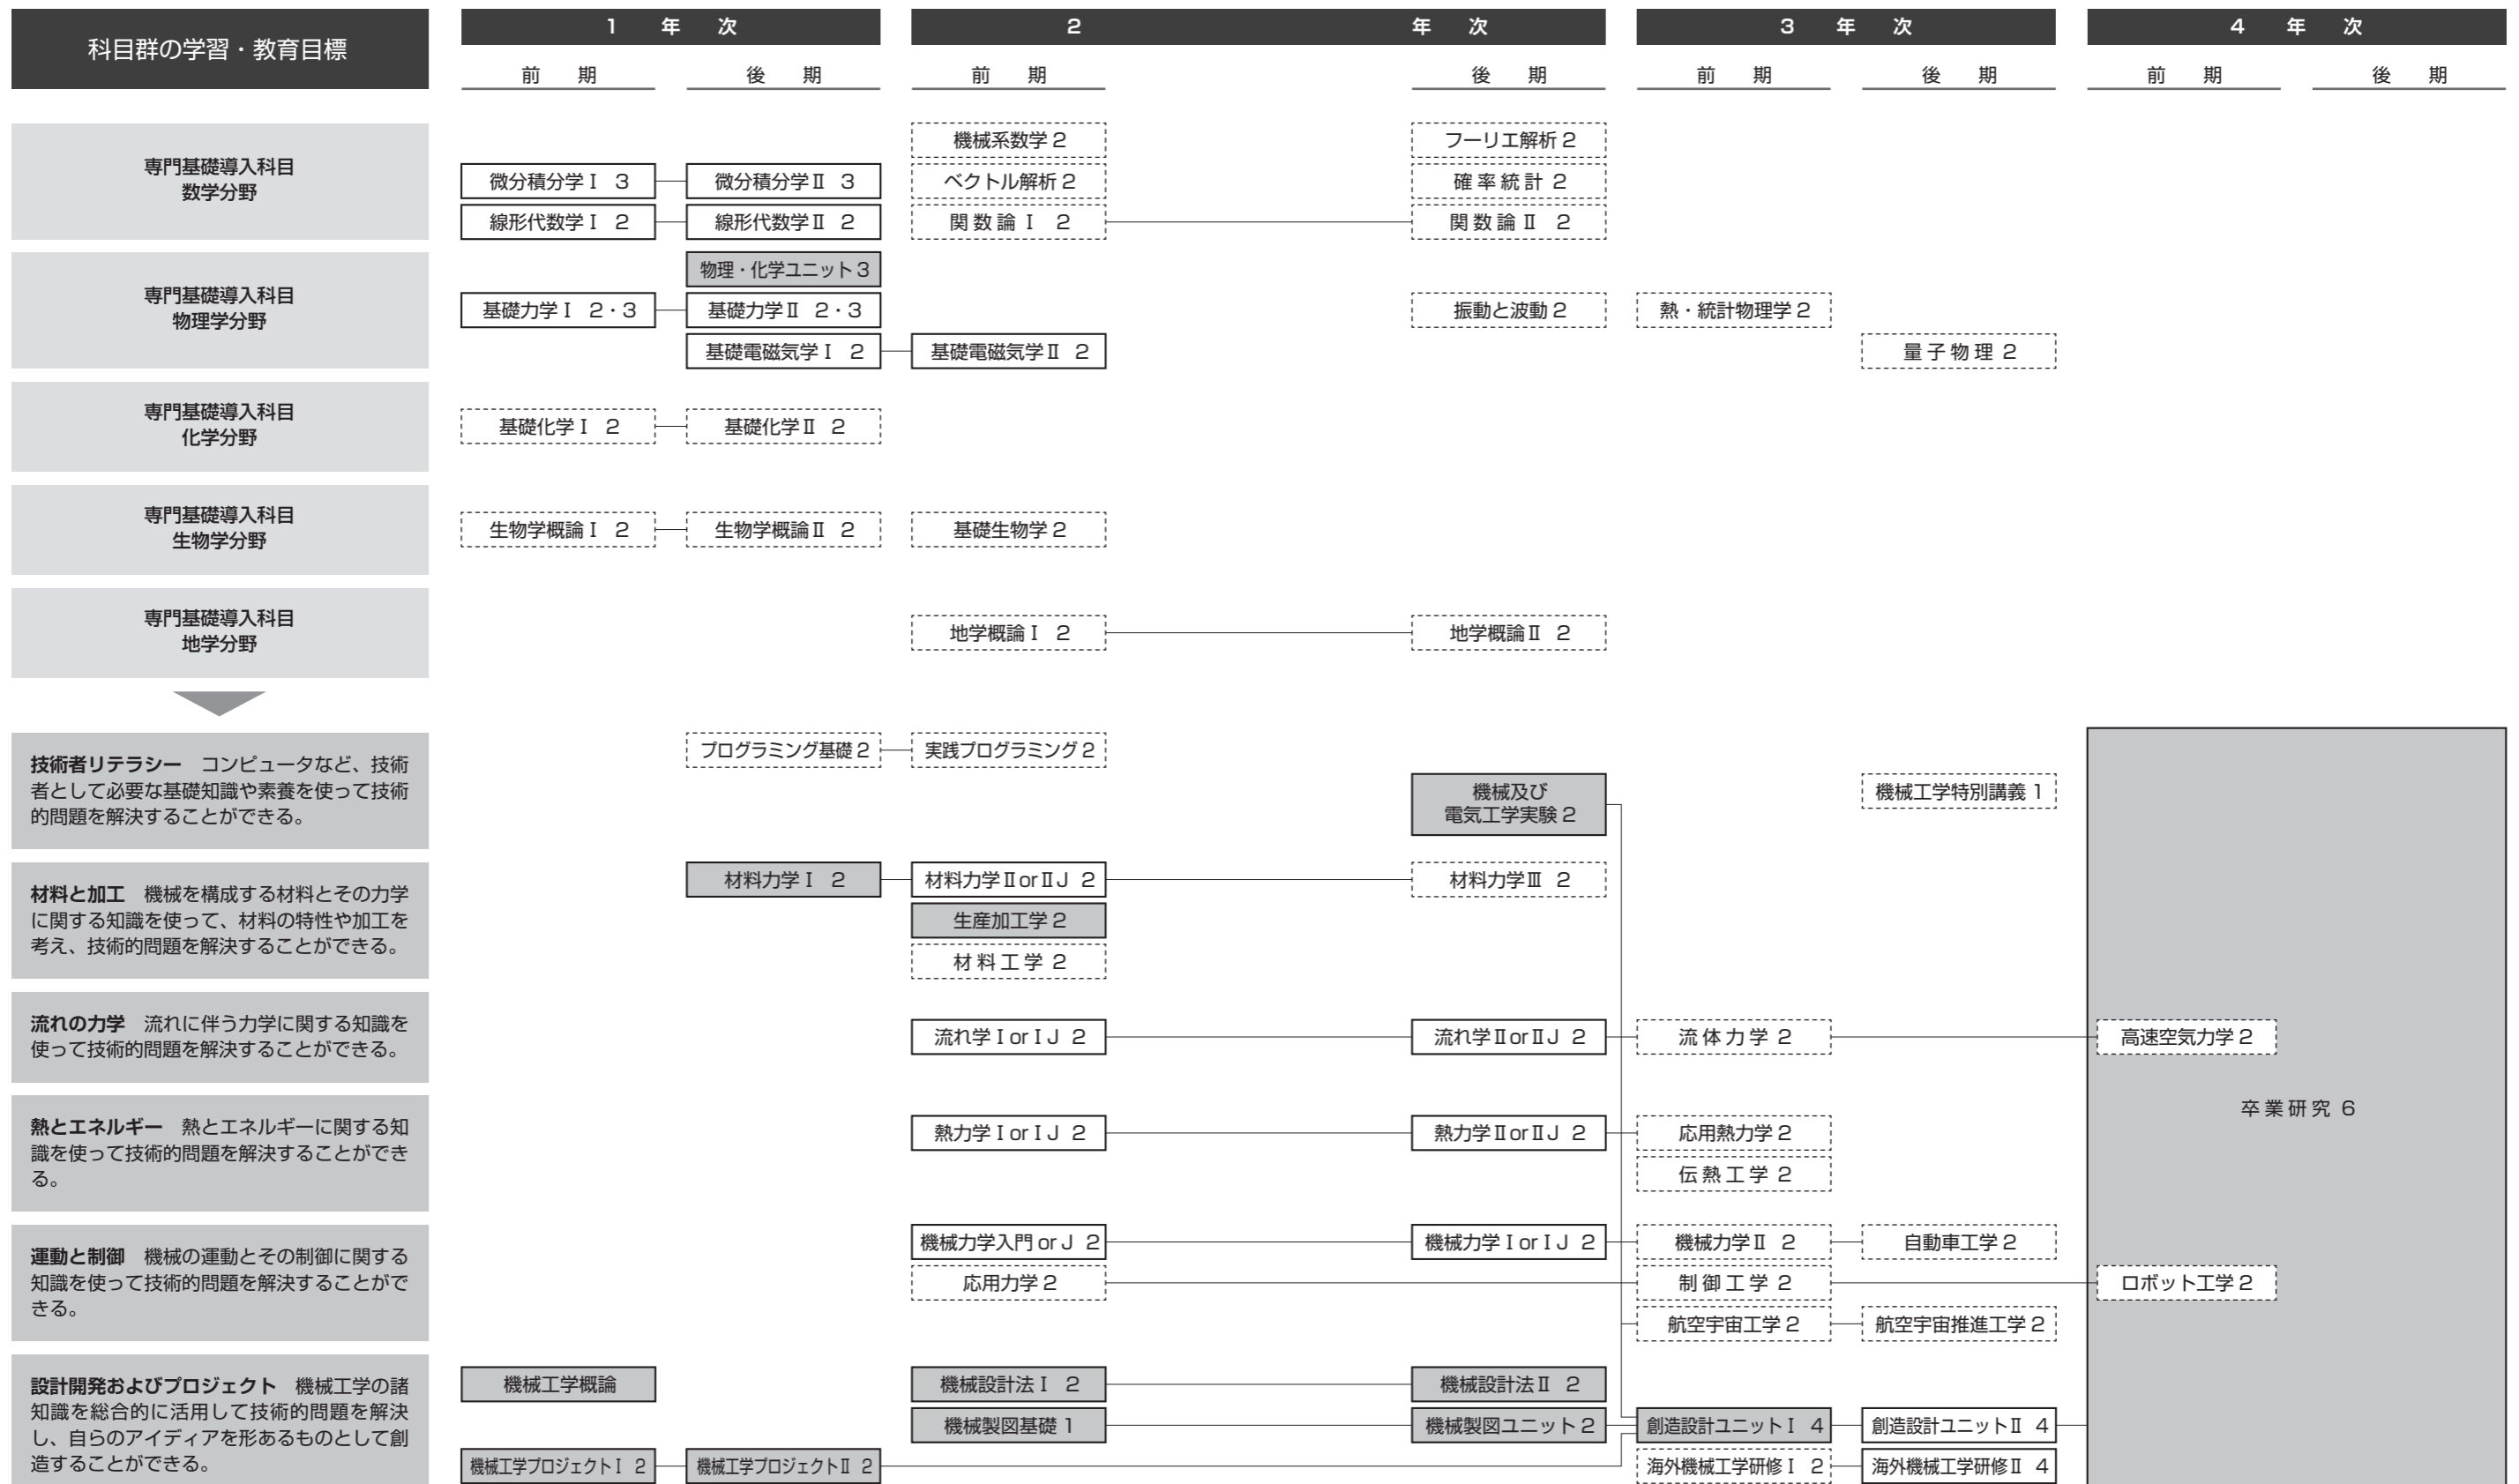 科目群の学習・教育目標
1 年 次
2 年 次
3 年 次
4 年 次
前 期
後 期
前 期
後 期
前 期
後 期
前 期
後 期
専門基礎導入科目
数学分野
機械系数学 2
フーリエ解析 2
微分積分学Ⅰ 3
微分積分学Ⅱ 3
ベクトル解析 2
確率統計 2
線形代数学Ⅰ 2
線形代数学Ⅱ 2
関数論Ⅰ 2
関数論Ⅱ 2
専門基礎導入科目
物理学分野
物理・化学ユニット 3
基礎力学Ⅰ 2・3
基礎力学Ⅱ 2・3
振動と波動 2
熱・統計物理学 2
基礎電磁気学Ⅰ 2
基礎電磁気学Ⅱ 2
量子物理 2
専門基礎導入科目
化学分野
基礎化学Ⅰ 2
基礎化学Ⅱ 2
専門基礎導入科目
生物学分野
生物学概論Ⅰ 2
生物学概論Ⅱ 2
基礎生物学 2
専門基礎導入科目
地学分野
地学概論Ⅰ 2
地学概論Ⅱ 2
技術者リテラシー コンピュータなど、技術
者として必要な基礎知識や素養を使って技術
的問題を解決することができる。
プログラミング基礎 2
実践プログラミング 2
機械及び
電気工学実験 2
機械工学特別講義 1
材料と加工 機械を構成する材料とその力学
に関する知識を使って、材料の特性や加工を
考え、技術的問題を解決することができる。
材料力学Ⅰ 2
材料力学ⅡorⅡJ 2
材料力学Ⅲ 2
生産加工学 2
材料工学 2
流れの力学 流れに伴う力学に関する知識を
使って技術的問題を解決することができる。
流れ学ⅠorⅠJ 2
流れ学ⅡorⅡJ 2
流体力学 2
高速空気力学 2
卒業研究 6
熱とエネルギー 熱とエネルギーに関する知
識を使って技術的問題を解決することができ
る。
熱力学ⅠorⅠJ 2
熱力学ⅡorⅡJ 2
応用熱力学 2
伝熱工学 2
運動と制御 機械の運動とその制御に関する
知識を使って技術的問題を解決することがで
きる。
機械力学入門 or J 2
機械力学ⅠorⅠJ 2
機械力学Ⅱ 2
自動車工学 2
応用力学 2
制御工学 2
ロボット工学 2
航空宇宙工学 2
航空宇宙推進工学 2
設計開発およびプロジェクト 機械工学の諸
知識を総合的に活用して技術的問題を解決
し、自らのアイディアを形あるものとして創
造することができる。
機械工学概論
機械設計法Ⅰ 2
機械設計法Ⅱ 2
機械製図基礎 1
機械製図ユニット 2
創造設計ユニットⅠ 4
創造設計ユニットⅡ 4
機械工学プロジェクトⅠ 2
機械工学プロジェクトⅡ 2
海外機械工学研修Ⅰ 2
海外機械工学研修Ⅱ 4